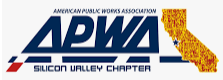 AMERICAN PUBLIC WORKS ASSOCIATION
APWA
SILICON VALLEY CHAPTER